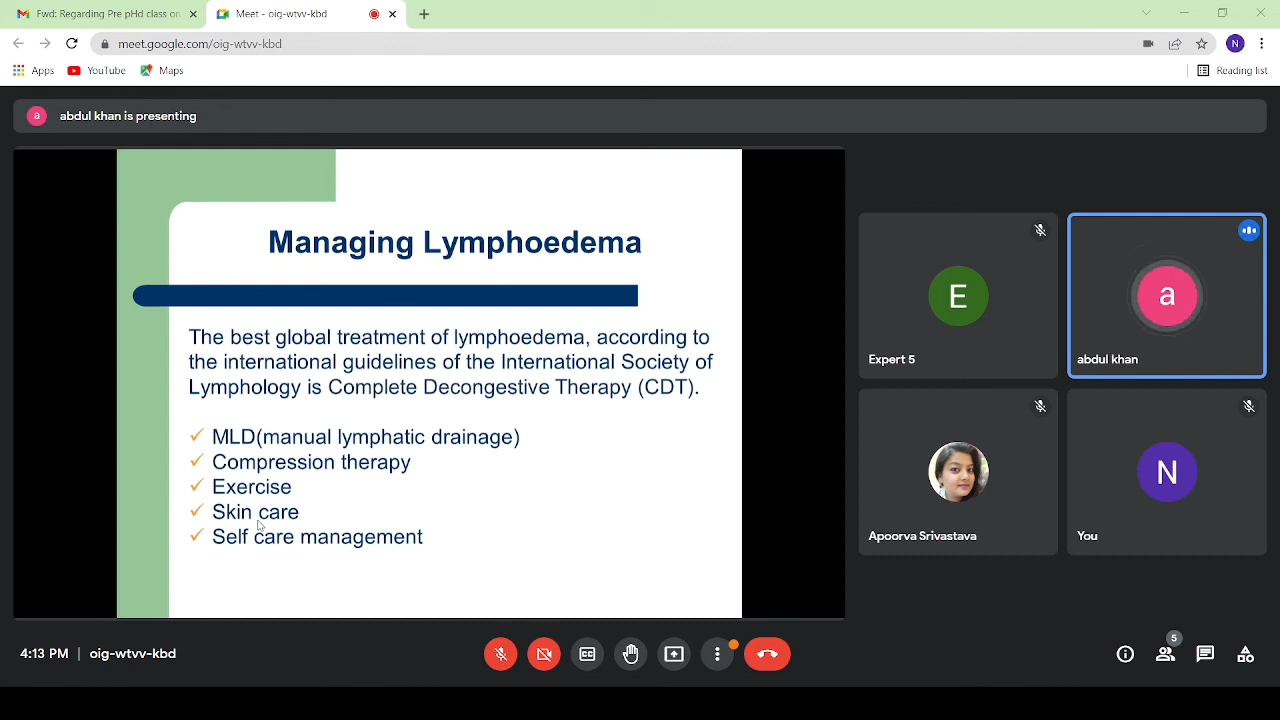 Fwd: Regarding Pre pHd class on
Meet - oig-wtvv-kbd
meet.google.com/oig-wtvv-kbd
N
Apps
YouTube
Maps
Reading list
a
abdul khan is presenting
Managing Lymphoedema
The best global treatment of lymphoedema, according to
the international guidelines of the International Society of
Lymphology is Complete Decongestive Therapy (CDT).
MLD(manual lymphatic drainage)
Compression therapy
Exercise
Skin care
Self care management
E
Expert 5
a
abdul khan
Apoorva Srivastava
N
You
4:13 PM | oig-wtvv-kbd
5